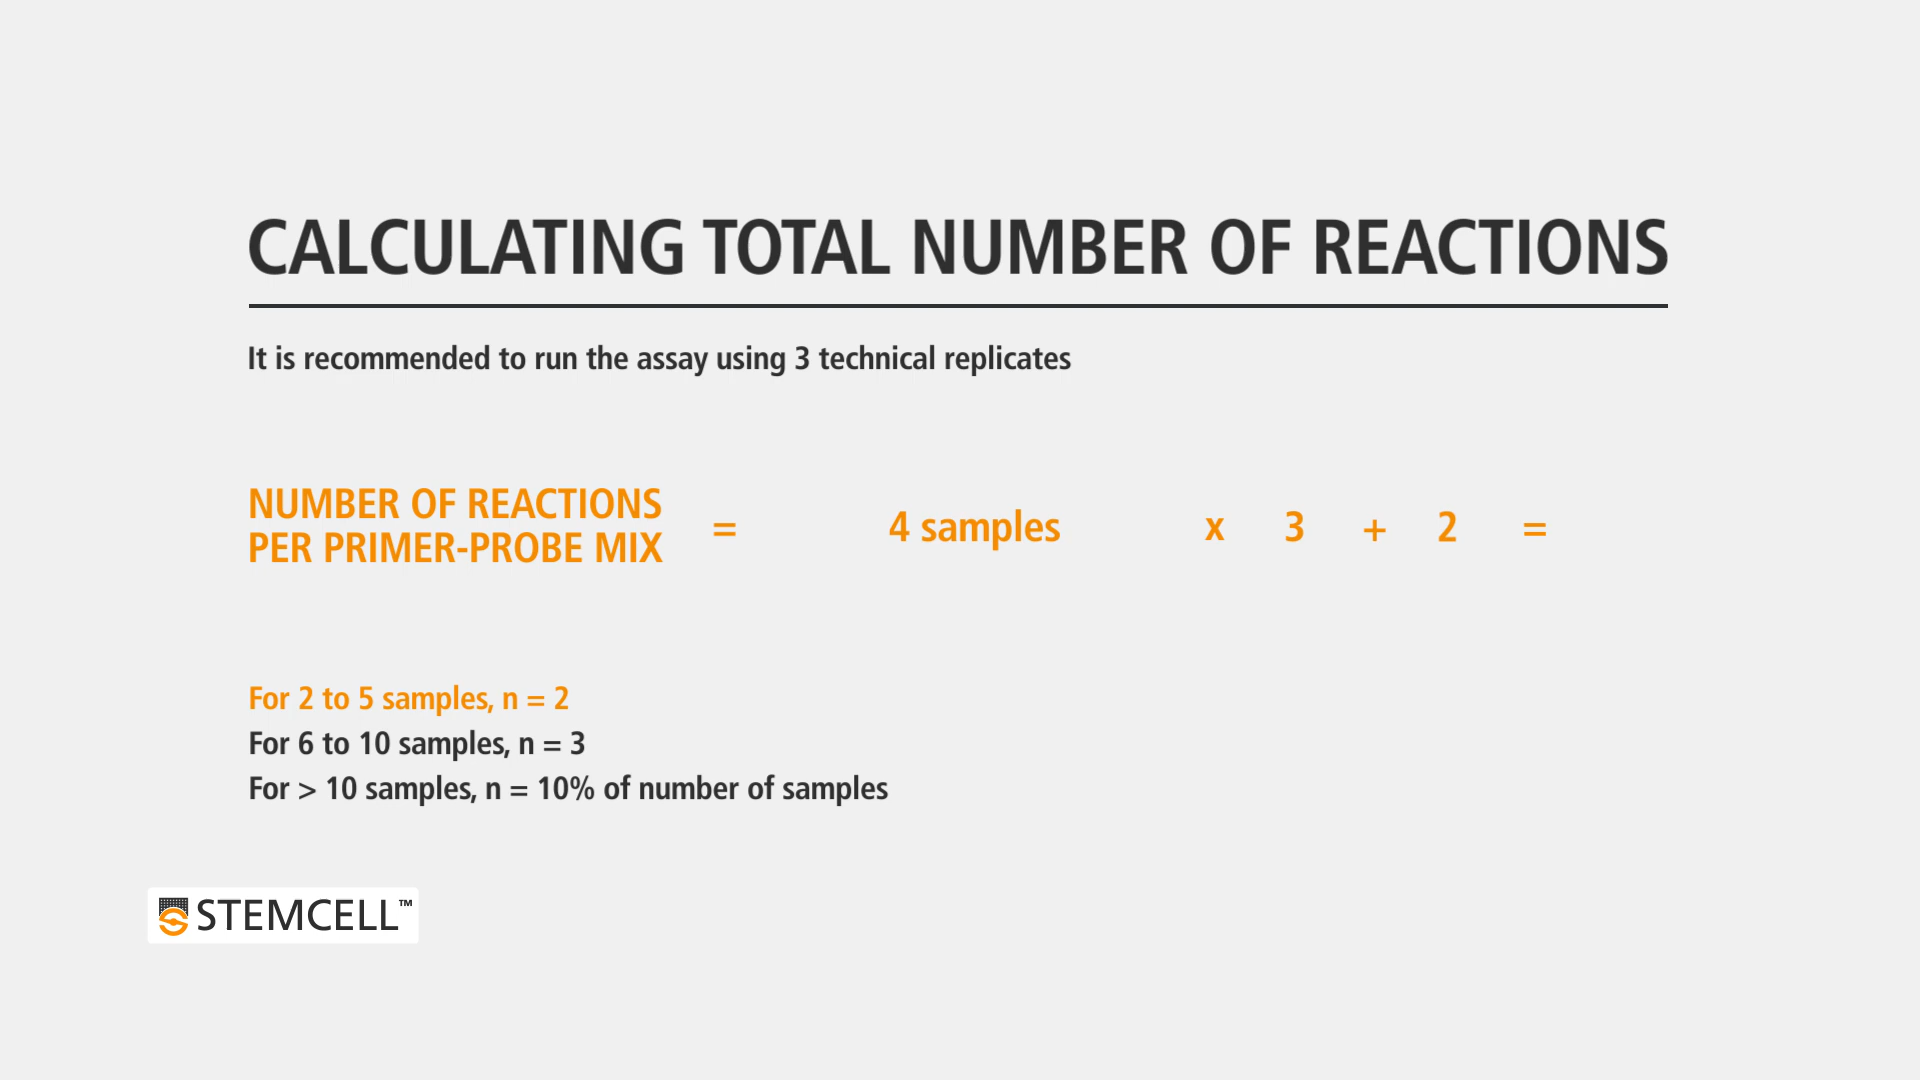 CALCULATING TOTAL NUMBER OF REACTIONS
It is recommended to run the assay using 3 technical replicates
NUMBER OF REACTIONS
PER PRIMER-PROBE MIX = 4 samples x 3 + 2 =
For 2 to 5 samples, n = 2
For 6 to 10 samples, n = 3
For > 10 samples, n = 10% of number of samples
STEMCELL™